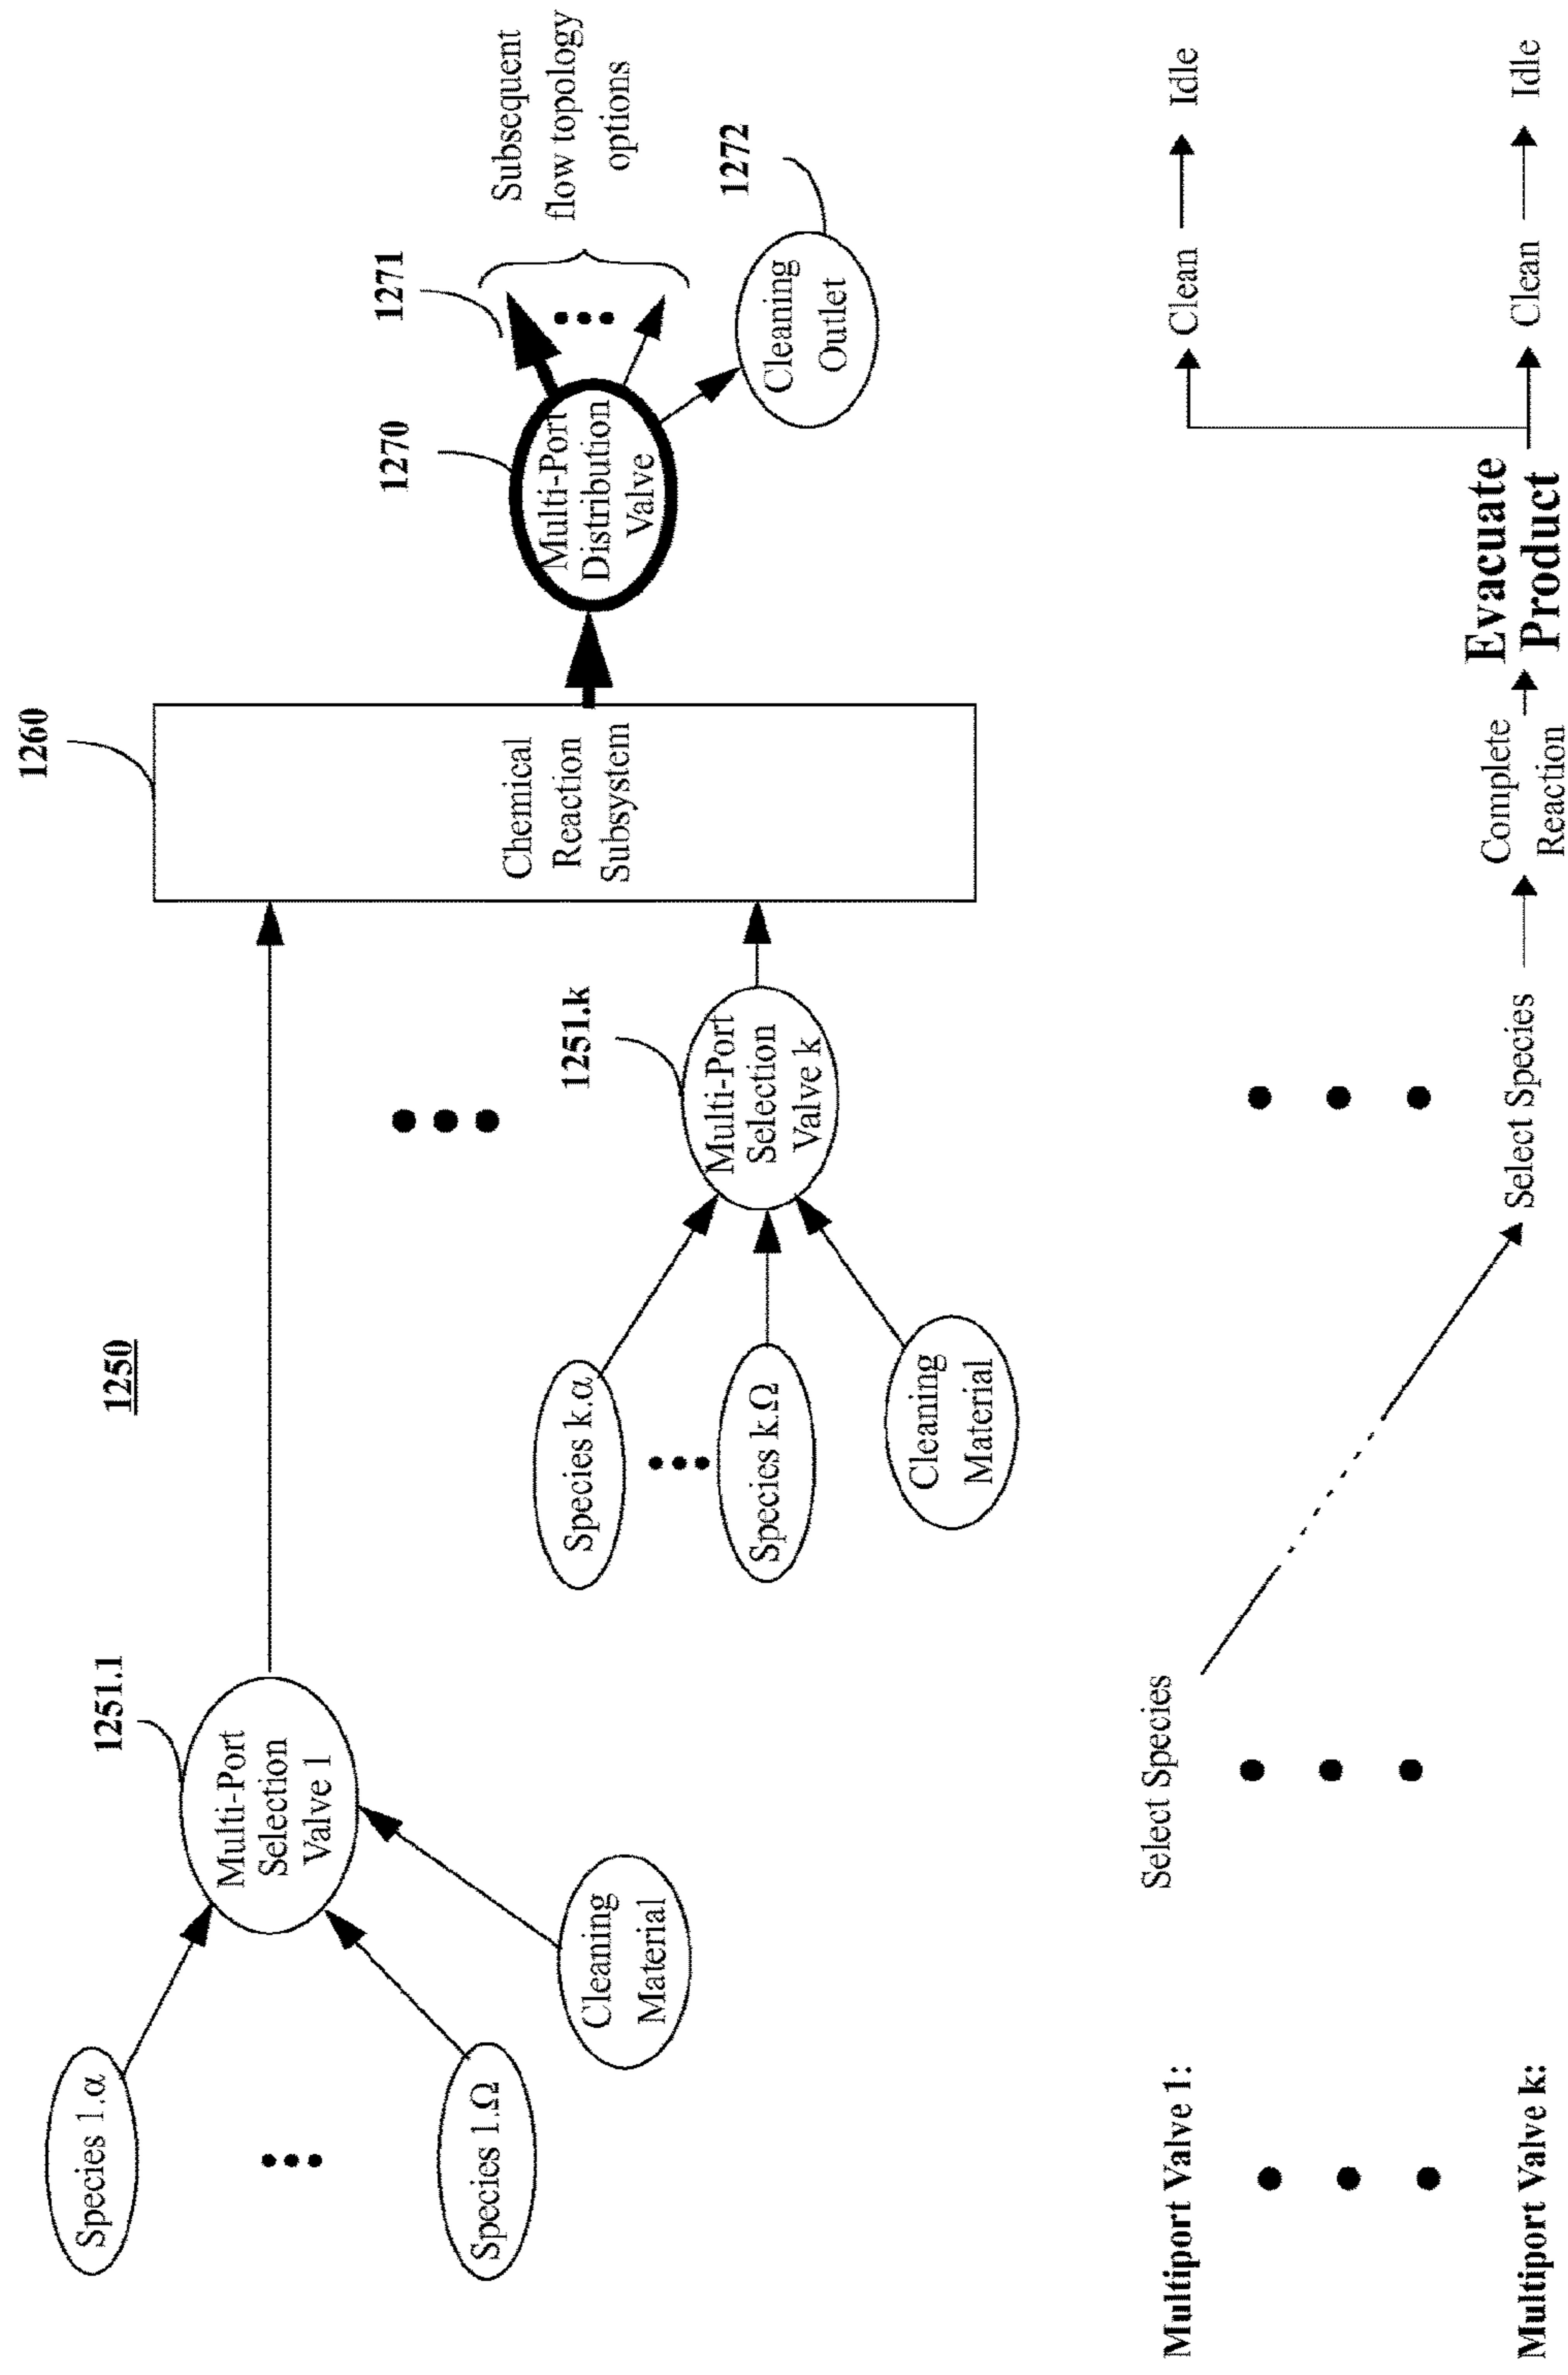 1250
1260
1251.1
1270
1271
Subsequent
flow topology
options
1272
Species 1.α
Species 1.Ω
Cleaning
Material
Multi-Port
Selection
Valve 1
Species k.α
Species k.Ω
Cleaning
Material
1251.k
Multi-Port
Selection
Valve k
Chemical
Reaction
Subsystem
Multi-Port
Distribution
Valve
Cleaning
Outlet
Multiport Valve 1:
Select Species
Clean
Idle
Multiport Valve k:
Select Species
Complete
Reaction
Evacuate
Product
Clean
Idle